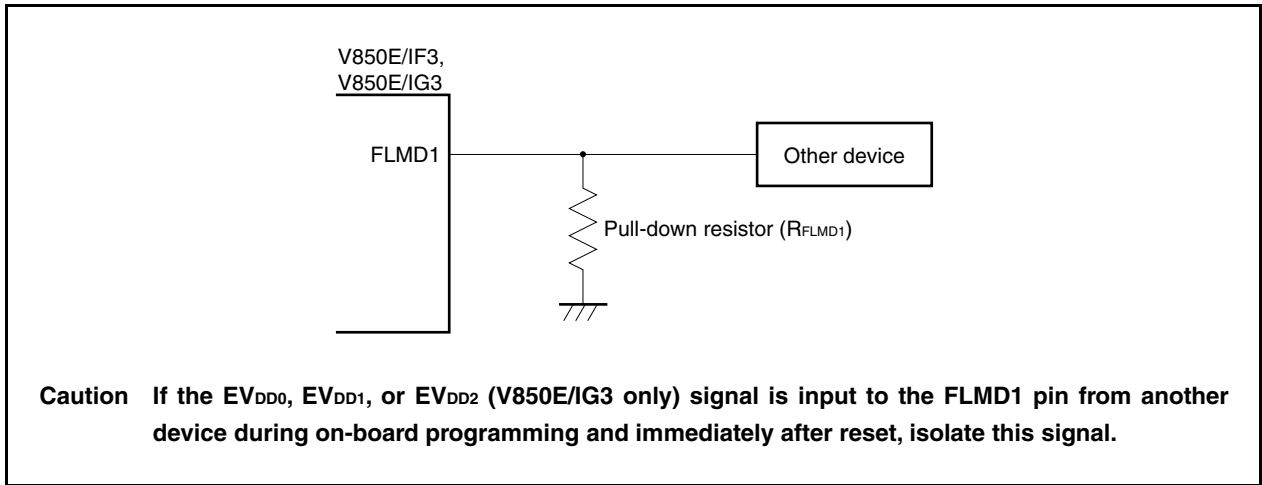 V850E/IF3,
V850E/IG3
FLMD1
Other device
Pull-down resistor (RFLMD1)
Caution If the EVDD0, EVDD1, or EVDD2 (V850E/IG3 only) signal is input to the FLMD1 pin from another
device during on-board programming and immediately after reset, isolate this signal.